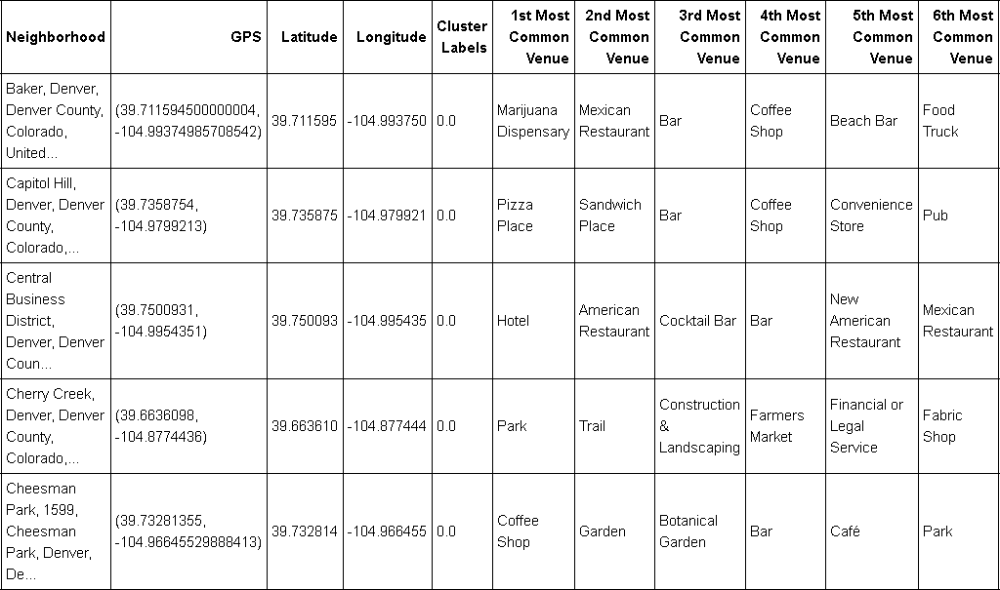 Neighborhood GPS Latitude Longitude Cluster Labels 1st Most Common Venue 2nd Most Common Venue 3rd Most Common Venue 4th Most Common Venue 5th Most Common Venue 6th Most Common Venue
Baker, Denver, Denver County, Colorado, United... (39.711594500000004, -104.99374985708542) 39.711595 -104.993750 0.0 Marijuana Dispensary Mexican Restaurant Bar Coffee Shop Beach Bar Food Truck
Capitol Hill, Denver, Denver County, Colorado,... (39.7358754, -104.9799213) 39.735875 -104.979921 0.0 Pizza Place Sandwich Place Bar Coffee Shop Convenience Store Pub
Central Business District, Denver, Denver Coun... (39.7500931, -104.9954351) 39.750093 -104.995435 0.0 Hotel American Restaurant Cocktail Bar Bar New American Restaurant Mexican Restaurant
Cherry Creek, Denver, Denver County, Colorado,... (39.6636098, -104.8774436) 39.663610 -104.877444 0.0 Park Trail Construction & Landscaping Farmers Market Financial or Legal Service Fabric Shop
Cheesman Park, 1599, Cheesman Park, Denver, De... (39.73281355, -104.96645529888413) 39.732814 -104.966455 0.0 Coffee Shop Garden Botanical Garden Bar Café Park